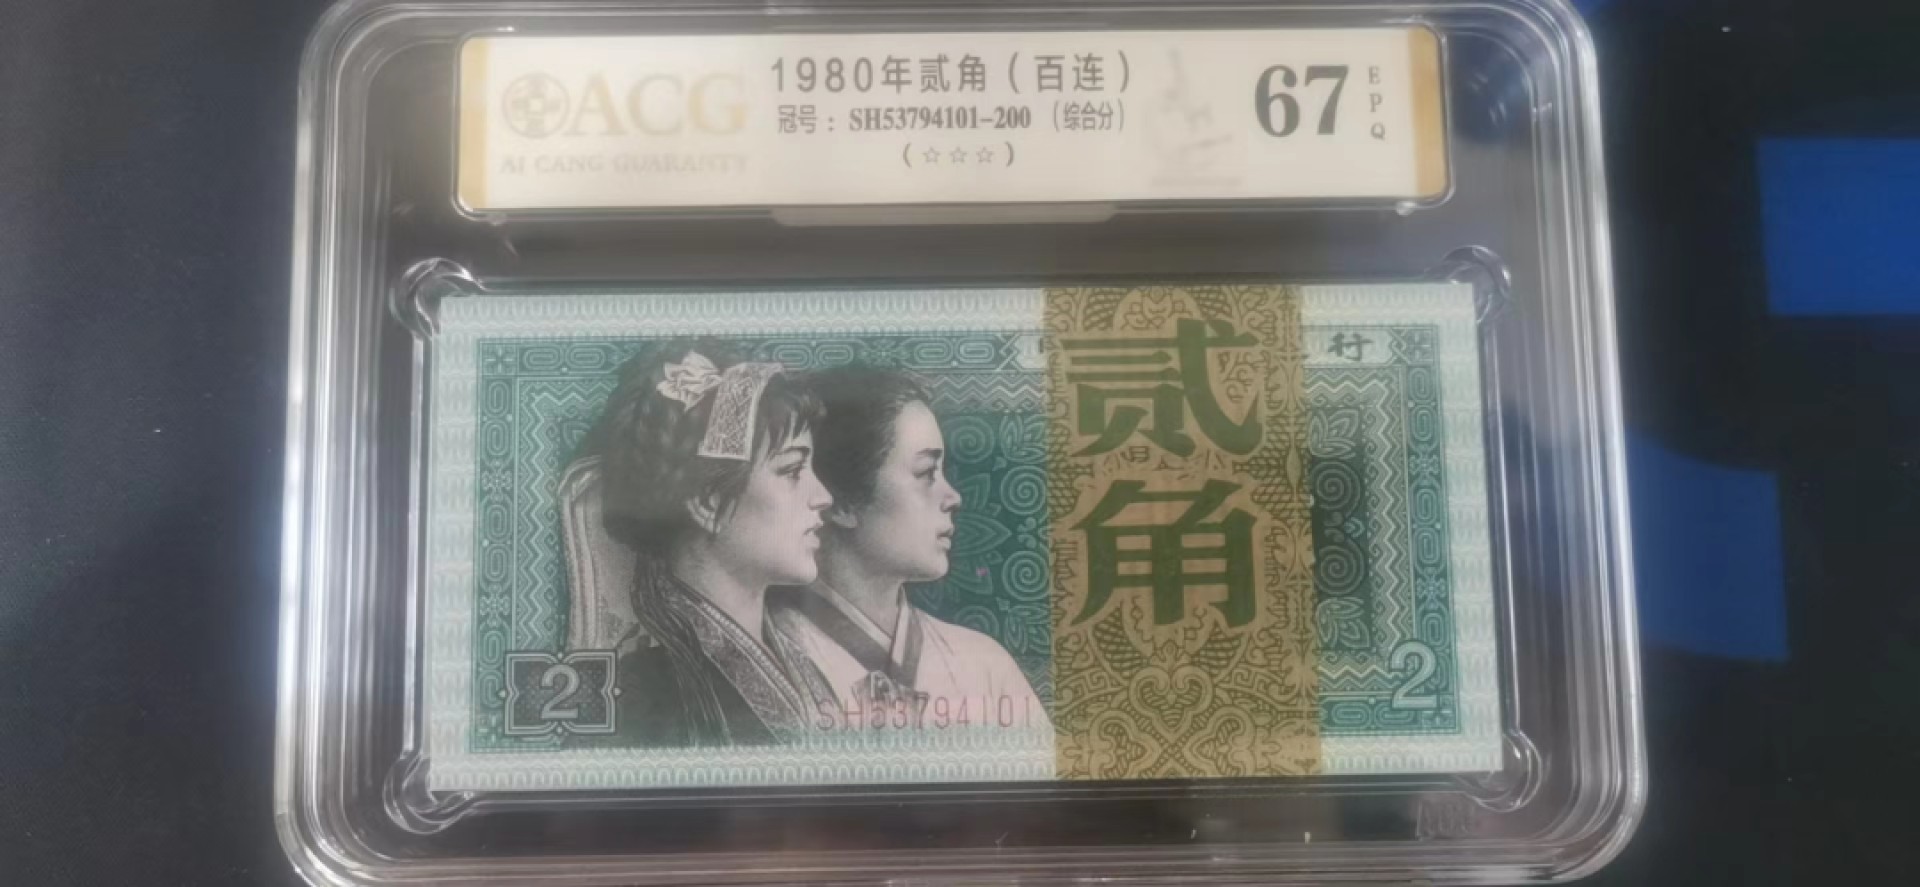 ACG
AI CANG GUARANTY
1980年贰角（百连）
冠号：SH53794101-200（综合分）
（☆☆☆）
67
EPQ
行
贰角
2
SH53794101
2